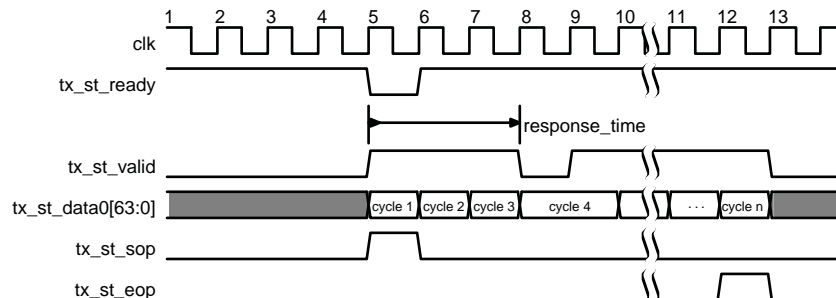 1 2 3 4 5 6 7 8 9 10 11 12 13
clk
tx_st_ready
response_time
tx_st_valid
tx_st_data0[63:0] cycle 1 cycle 2 cycle 3 cycle 4 . . . cycle n
tx_st_sop
tx_st_eop